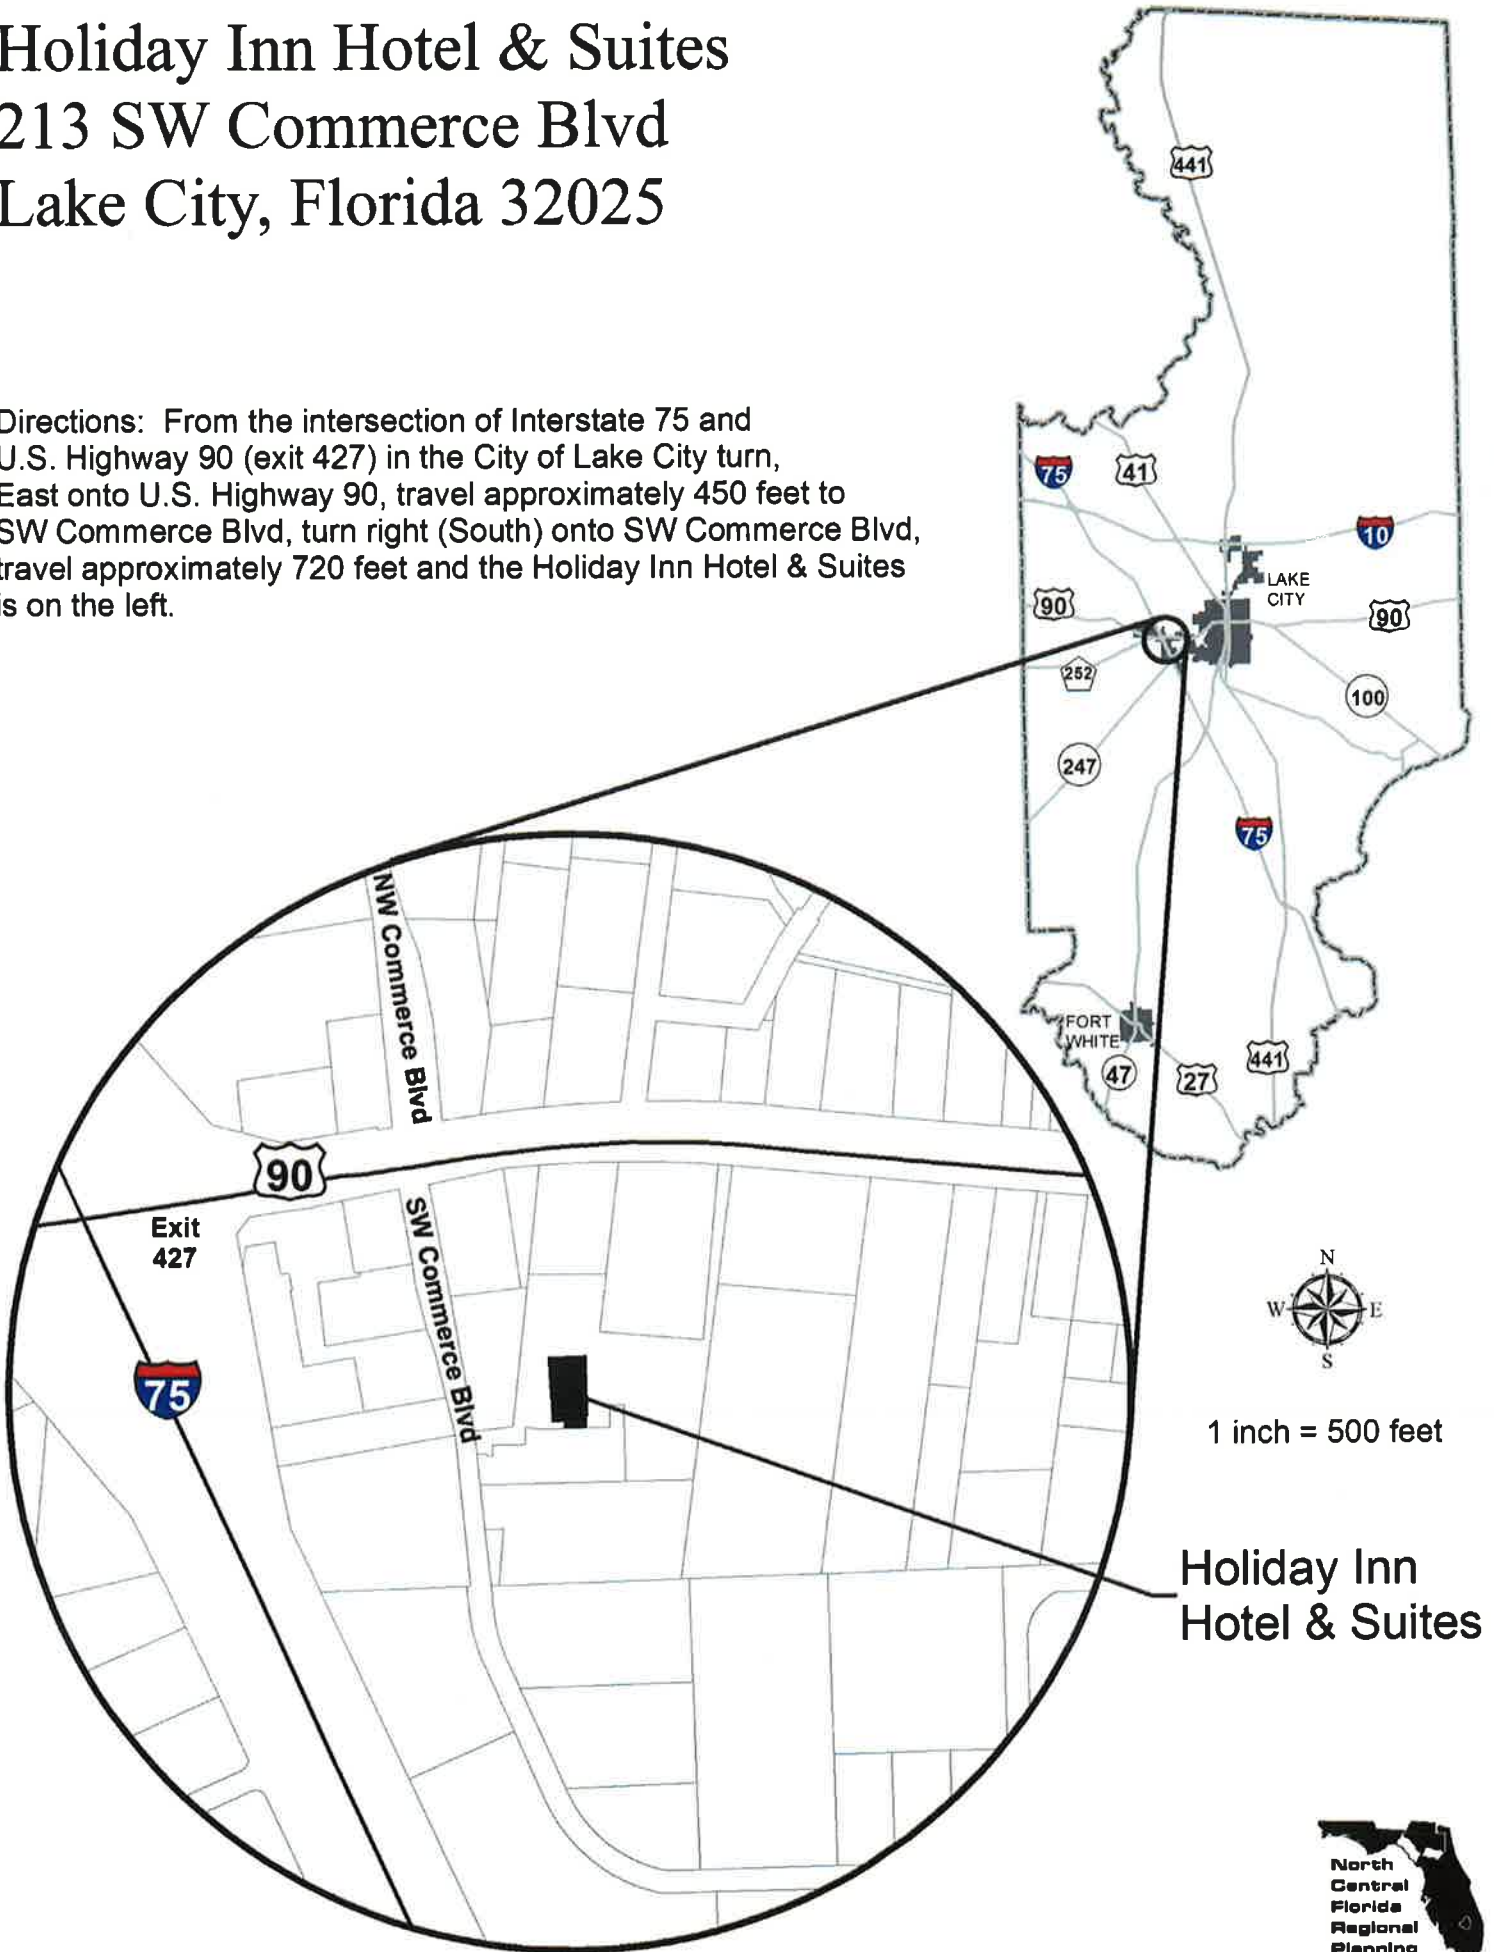 Holiday Inn Hotel & Suites
213 SW Commerce Blvd
Lake City, Florida 32025
Directions: From the intersection of Interstate 75 and
U.S. Highway 90 (exit 427) in the City of Lake City turn,
East onto U.S. Highway 90, travel approximately 450 feet to
SW Commerce Blvd, turn right (South) onto SW Commerce Blvd,
travel approximately 720 feet and the Holiday Inn Hotel & Suites
is on the left.
441
75
41
10
LAKE
CITY
90
90
252
100
247
75
FORT
WHITE
47
27
441
NW Commerce Blvd
90
Exit
427
SW Commerce Blvd
75
N
W
E
S
1 inch = 500 feet
Holiday Inn
Hotel & Suites
North
Central
Florida
Regional
Planning